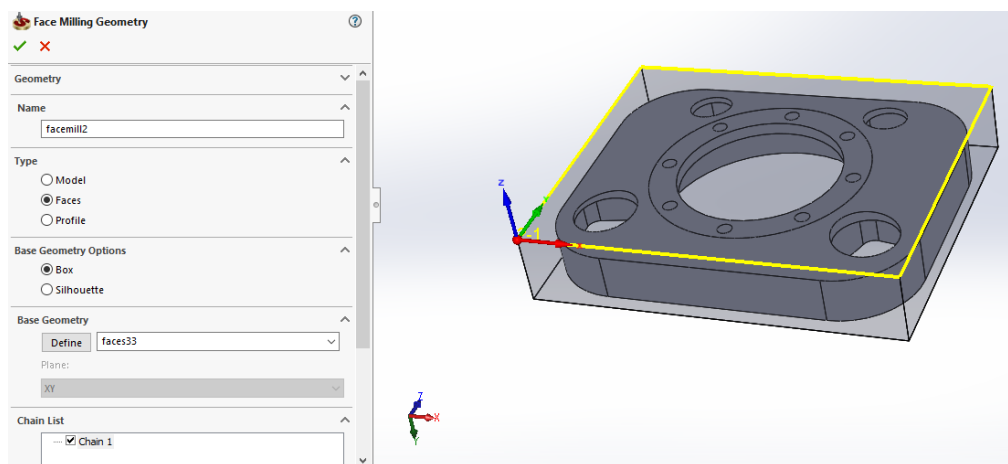 Face Milling Geometry
Geometry
Name
facemill2
Type
Model
Faces
Profile
Base Geometry Options
Box
Silhouette
Base Geometry
Define faces33
Plane:
XY
Chain List
Chain 1
z
-1
x
Z
X
Y